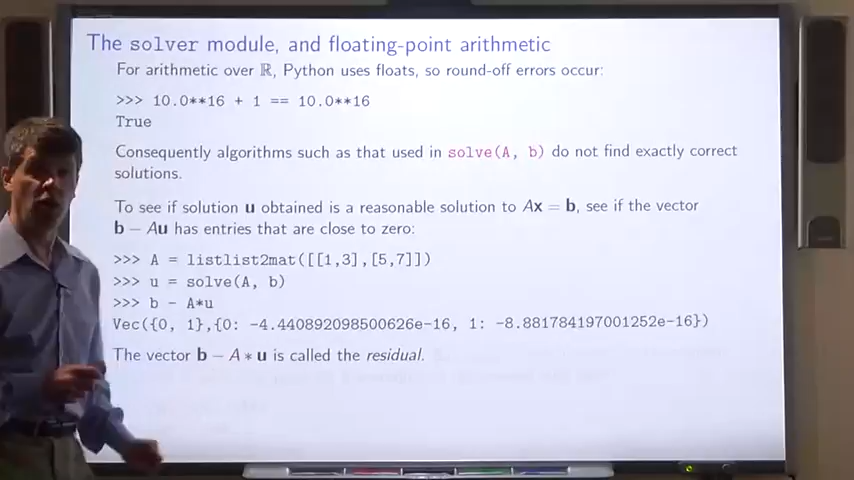 The solver module, and floating-point arithmetic
For arithmetic over ℝ, Python uses floats, so round-off errors occur:
>>> 10.0**16 + 1 == 10.0**16
True
Consequently algorithms such as that used in solve(A, b) do not find exactly correct
solutions.
To see if solution u obtained is a reasonable solution to Ax = b, see if the vector
b − Au has entries that are close to zero:
>>> A = listlist2mat([[1,3],[5,7]])
>>> u = solve(A, b)
>>> b - A*u
Vec({0, 1},{0: -4.440892098500626e-16, 1: -8.881784197001252e-16})
The vector b − A ∗ u is called the residual.